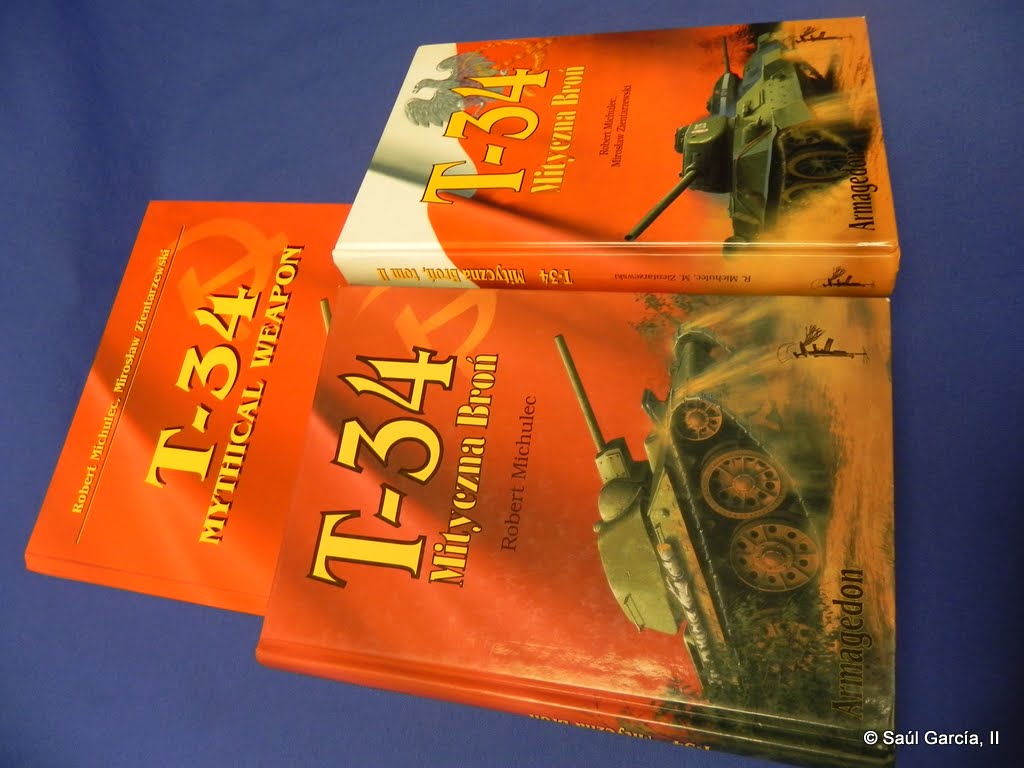 Robert Michulec, Mirosław Zientarzewski
T-34
MYTHICAL WEAPON
T-34
Mityczna Broń
Robert Michulec,
Mirosław Zientarzewski
Armagedon
T-34 Mityczna Broń, tom II
R. Michulec, M. Zientarzewski
T-34
Mityczna Broń
Robert Michulec
Armagedon
© Saúl García, II